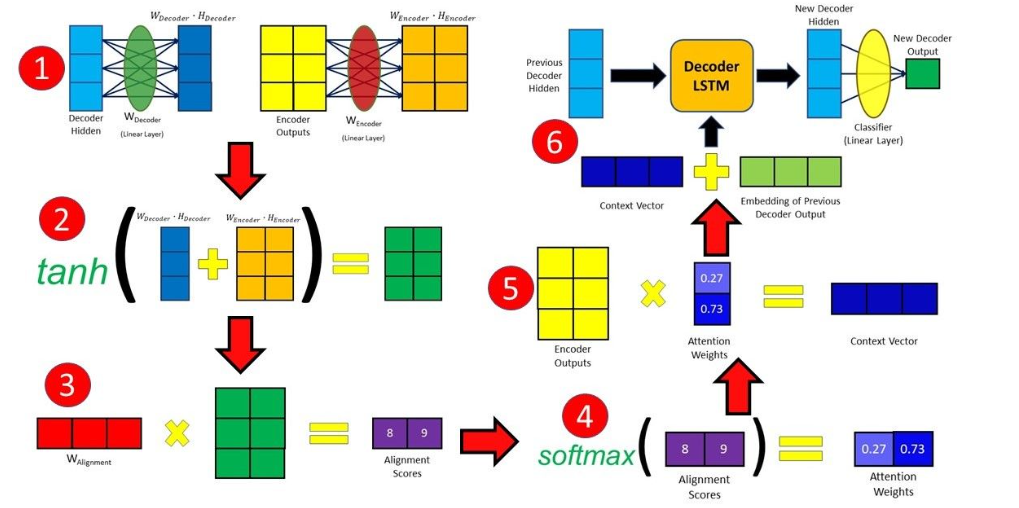 1
W_Decoder · H_Decoder
W_Encoder · H_Encoder
Decoder
Hidden
W_Decoder
(Linear Layer)
Encoder
Outputs
W_Encoder
(Linear Layer)
2
tanh
W_Decoder · H_Decoder
W_Encoder · H_Encoder
( + ) =
3
× =
8 9
W_Alignment
Alignment
Scores
4
softmax
( 8 9 ) =
0.27 0.73
Alignment
Scores
Attention
Weights
5
× =
0.27
0.73
Encoder
Outputs
Attention
Weights
Context Vector
6
Previous
Decoder
Hidden
Decoder
LSTM
New Decoder
Hidden
New Decoder
Output
Classifier
(Linear Layer)
+
Context Vector
Embedding of Previous
Decoder Output